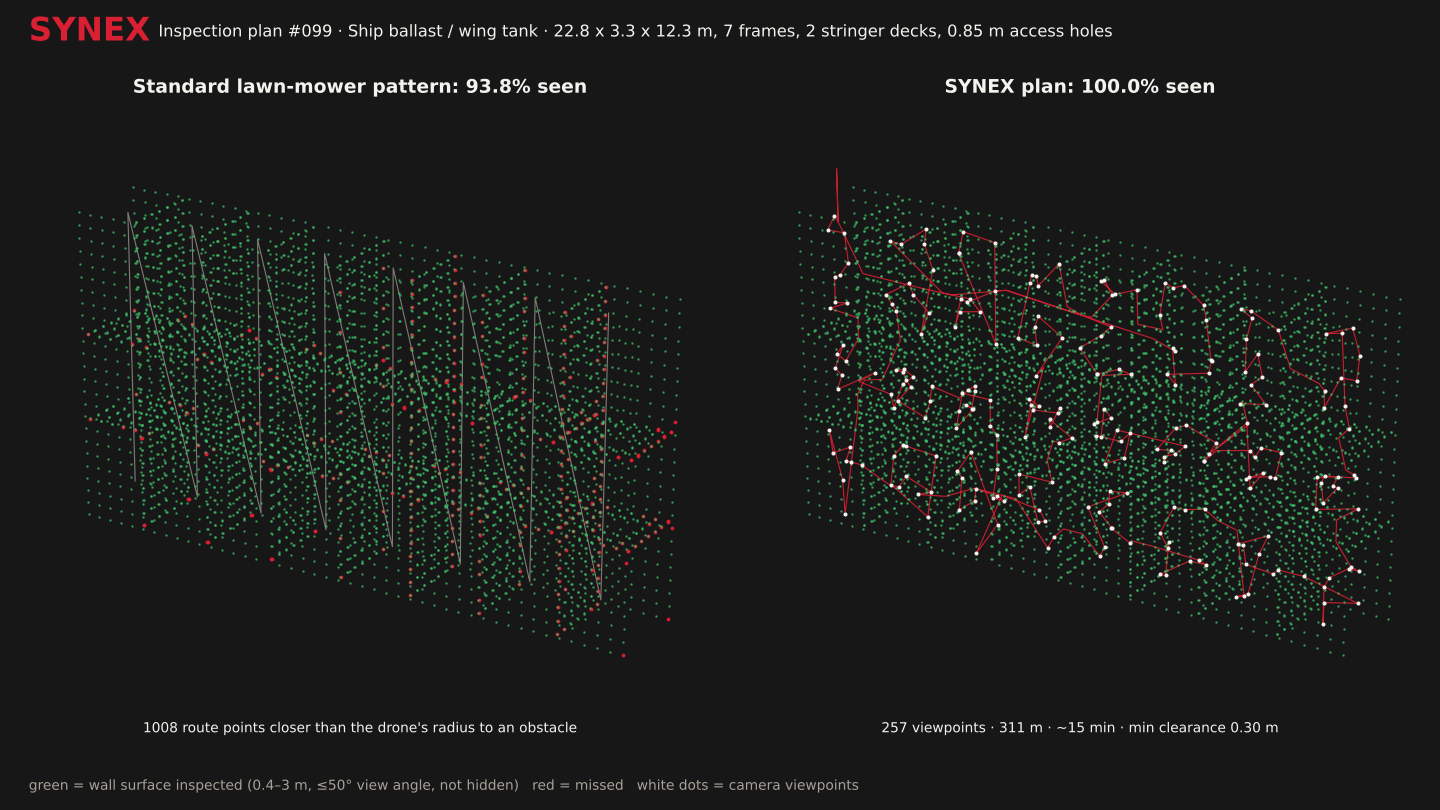 SYNEX Inspection plan #099 · Ship ballast / wing tank · 22.8 x 3.3 x 12.3 m, 7 frames, 2 stringer decks, 0.85 m access holes
Standard lawn-mower pattern: 93.8% seen
SYNEX plan: 100.0% seen
1008 route points closer than the drone's radius to an obstacle
257 viewpoints · 311 m · ~15 min · min clearance 0.30 m
green = wall surface inspected (0.4–3 m, ≤50° view angle, not hidden)   red = missed   white dots = camera viewpoints